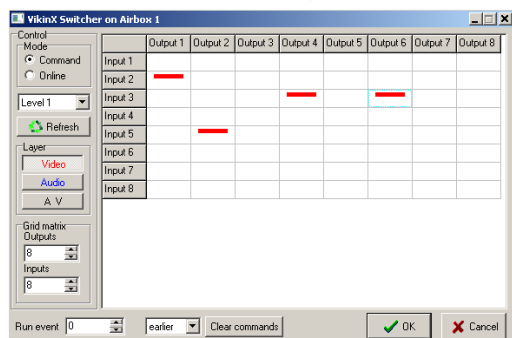 VikinX Switcher on Airbox 1
Control
Mode
Command
Online
Level 1
Refresh
Layer
Video
Audio
A V
Grid matrix
Outputs
8
Inputs
8
Output 1 Output 2 Output 3 Output 4 Output 5 Output 6 Output 7 Output 8
Input 1
Input 2
Input 3
Input 4
Input 5
Input 6
Input 7
Input 8
Run event 0 earlier Clear commands OK Cancel